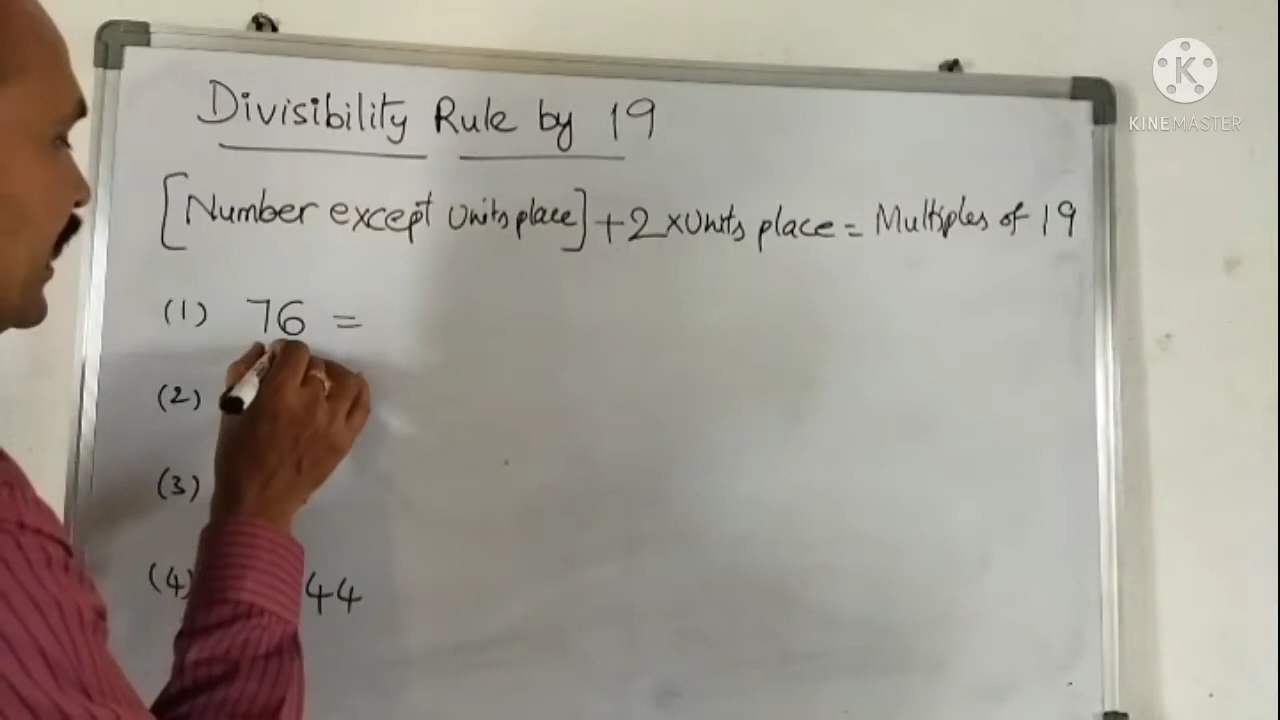 Divisibility Rule by 19
[Number except Units place] + 2 × Units place = Multiples of 19
(1) 76 =
(2)
(3)
(4) 44
K
KINEMASTER